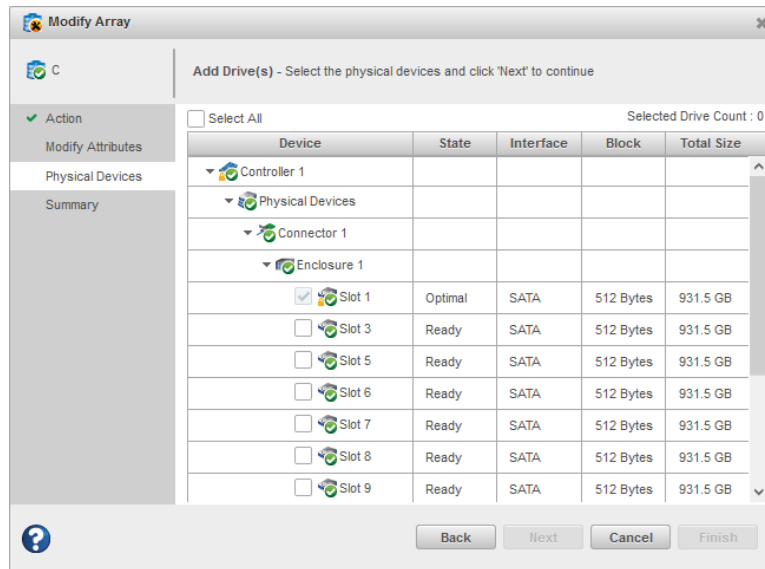 Modify Array
C
Add Drive(s) - Select the physical devices and click 'Next' to continue
Action
Modify Attributes
Physical Devices
Summary
Select All
Selected Drive Count : 0
Device State Interface Block Total Size
Controller 1
Physical Devices
Connector 1
Enclosure 1
Slot 1 Optimal SATA 512 Bytes 931.5 GB
Slot 3 Ready SATA 512 Bytes 931.5 GB
Slot 5 Ready SATA 512 Bytes 931.5 GB
Slot 6 Ready SATA 512 Bytes 931.5 GB
Slot 7 Ready SATA 512 Bytes 931.5 GB
Slot 8 Ready SATA 512 Bytes 931.5 GB
Slot 9 Ready SATA 512 Bytes 931.5 GB
? Back Next Cancel Finish